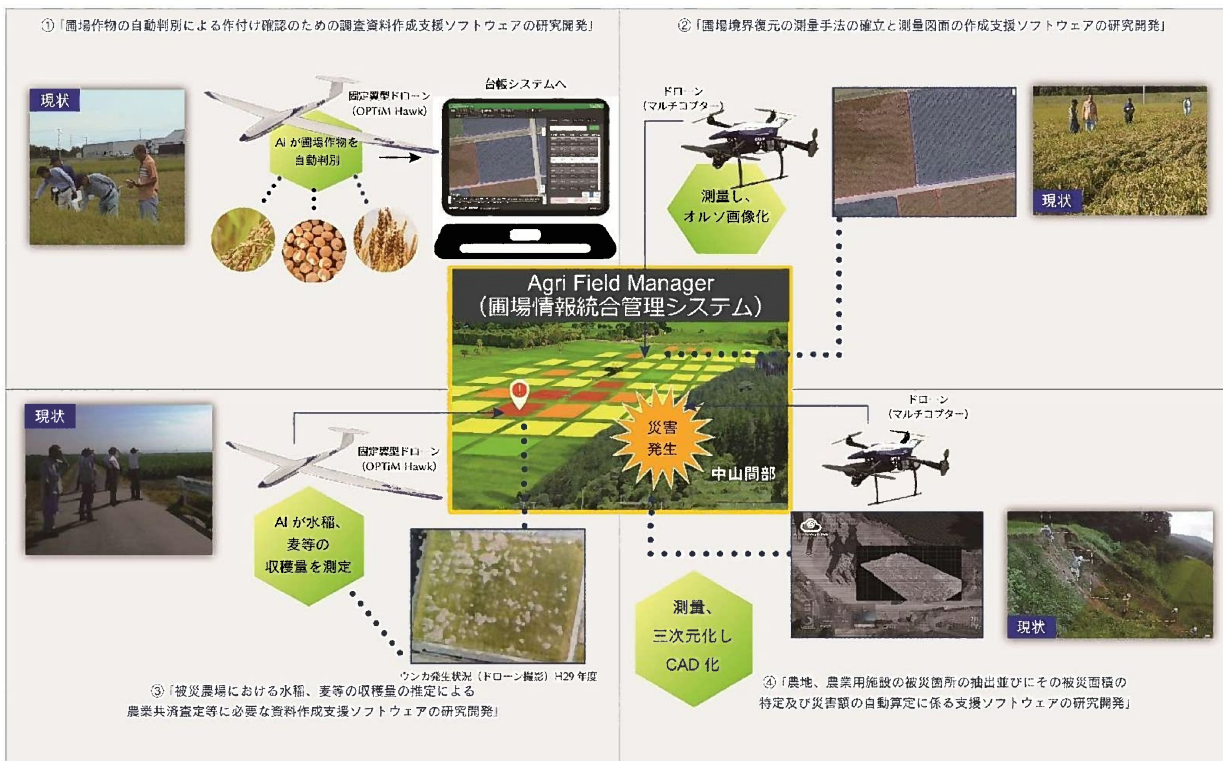 ①「圃場作物の自動判別による作付け確認のための調査資料作成支援ソフトウェアの研究開発」
現状
固定翼型ドローン
(OPTiM Hawk)
AIが圃場作物を
自動判別
台帳システムへ
②「圃場境界復元の測量手法の確立と測量図面の作成支援ソフトウェアの研究開発」
ドローン
(マルチコプター)
測量し、
オルソ画像化
現状
Agri Field Manager
(圃場情報統合管理システム)
災害
発生
中山間部
現状
固定翼型ドローン
(OPTiM Hawk)
AIが水稲、
麦等の
収穫量を測定
ウンカ発生状況（ドローン撮影）H29年度
③「被災農場における水稲、麦等の収穫量の推定による
農業共済査定等に必要な資料作成支援ソフトウェアの研究開発」
ドローン
(マルチコプター)
測量、
三次元化し
CAD化
現状
④「農地、農業用施設の被災箇所の抽出並びにその被災面積の
特定及び災害額の自動算定に係る支援ソフトウェアの研究開発」